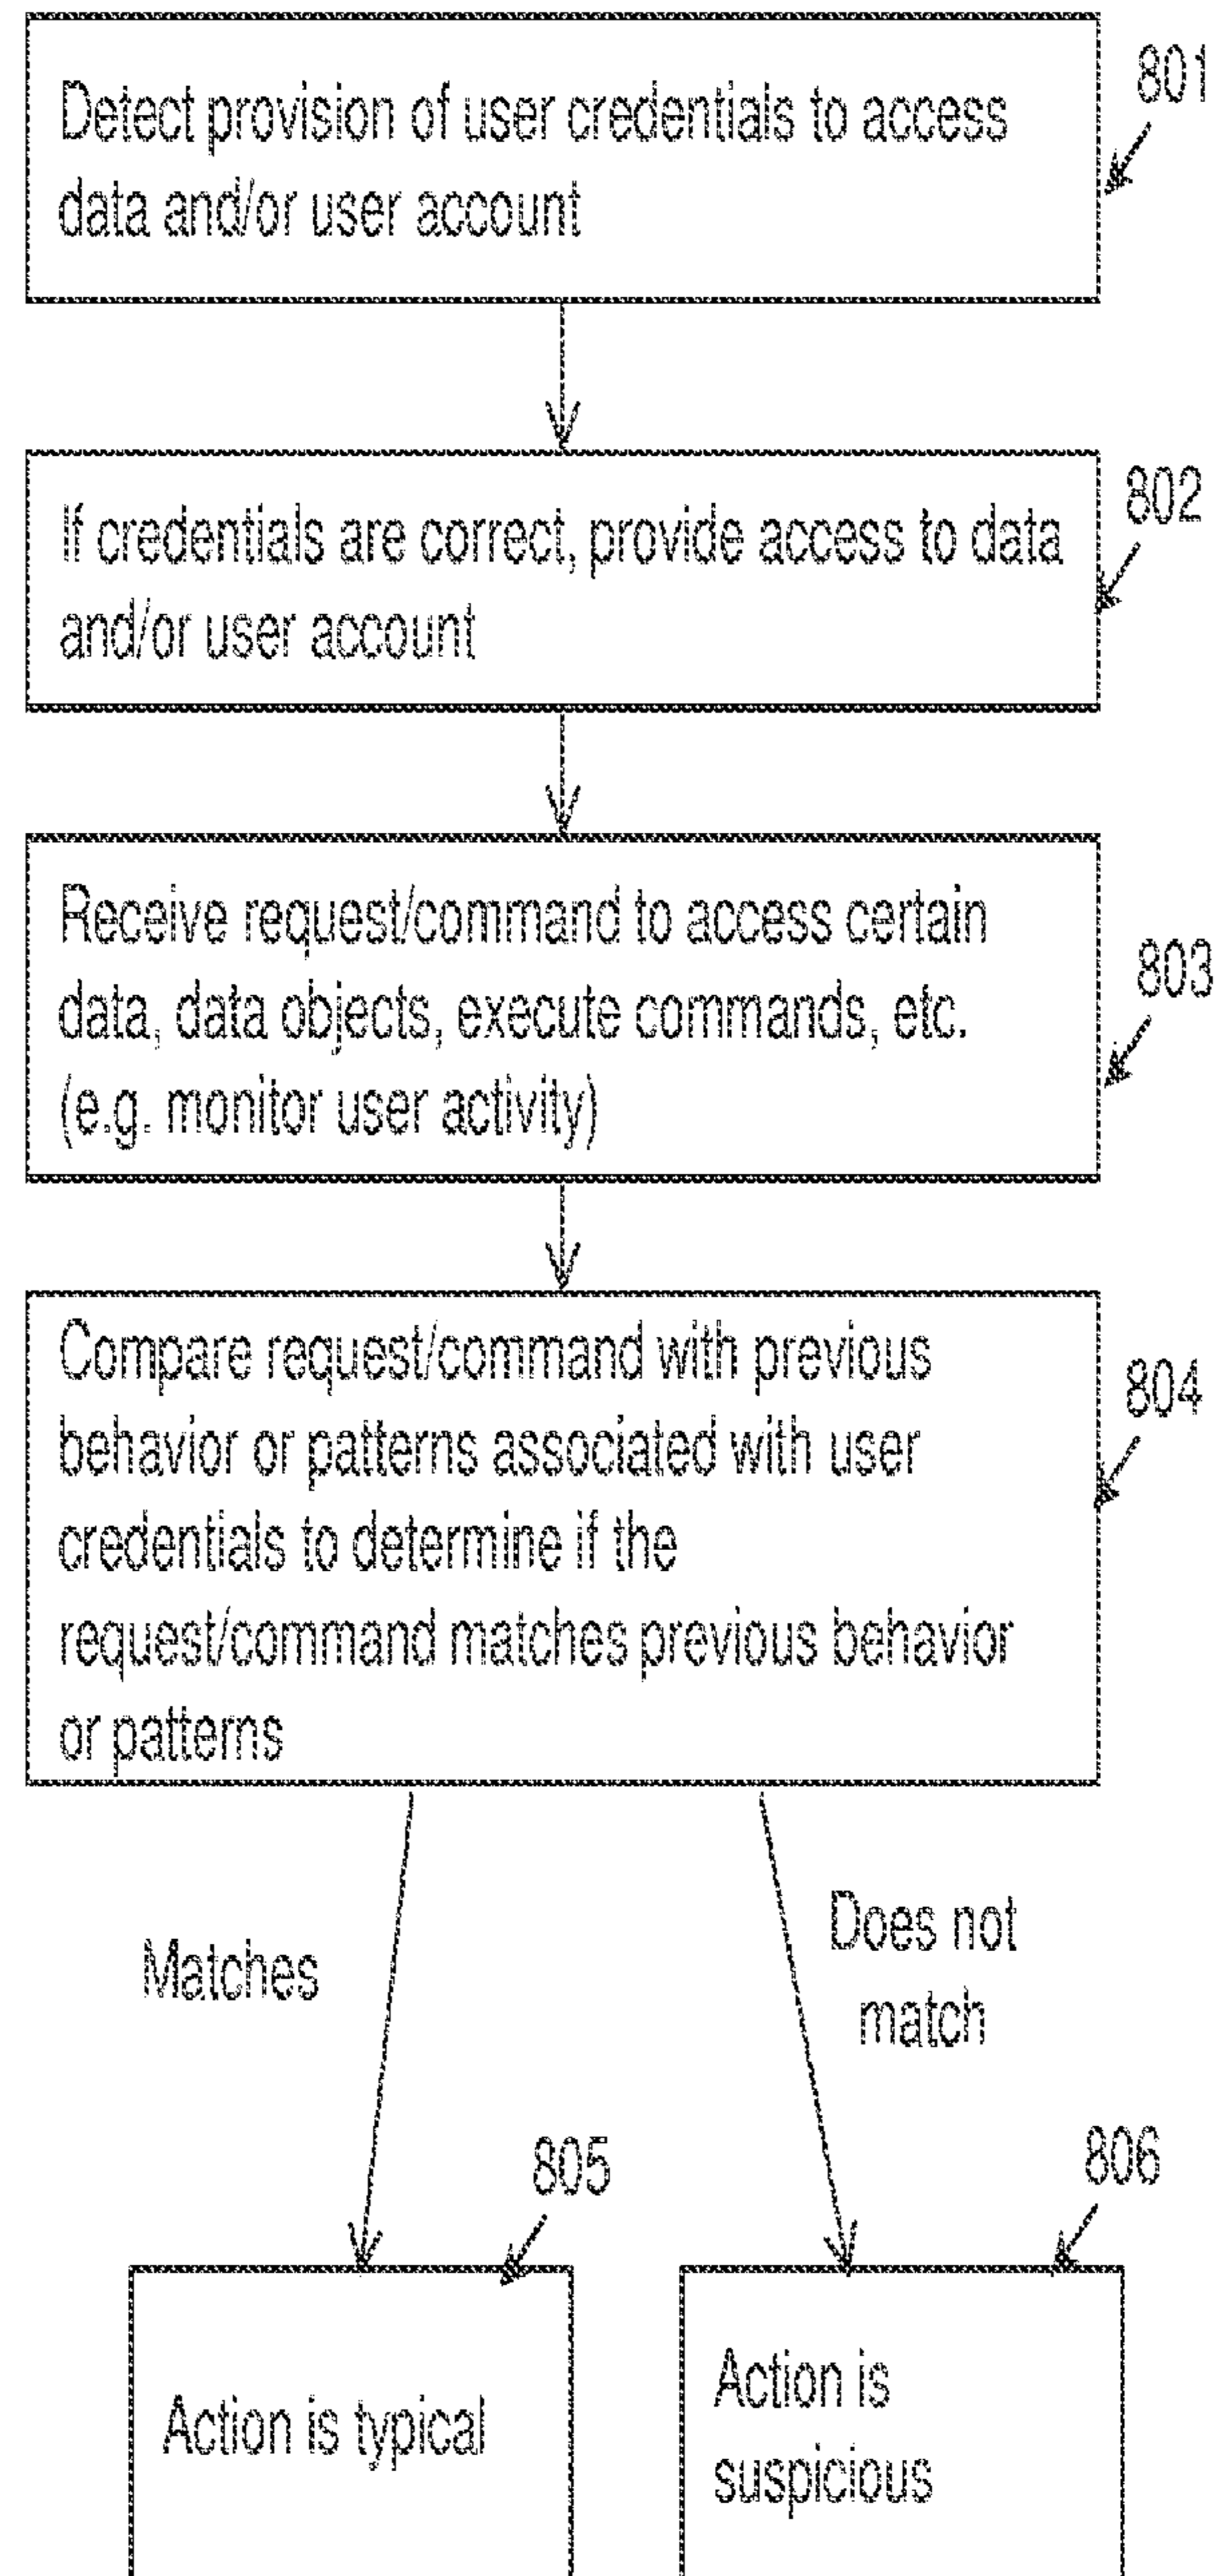 801
Detect provision of user credentials to access
data and/or user account
802
If credentials are correct, provide access to data
and/or user account
803
Receive request/command to access certain
data, data objects, execute commands, etc.
(e.g. monitor user activity)
804
Compare request/command with previous
behavior or patterns associated with user
credentials to determine if the
request/command matches previous behavior
or patterns
Matches
Does not
match
805
806
Action is typical
Action is
suspicious